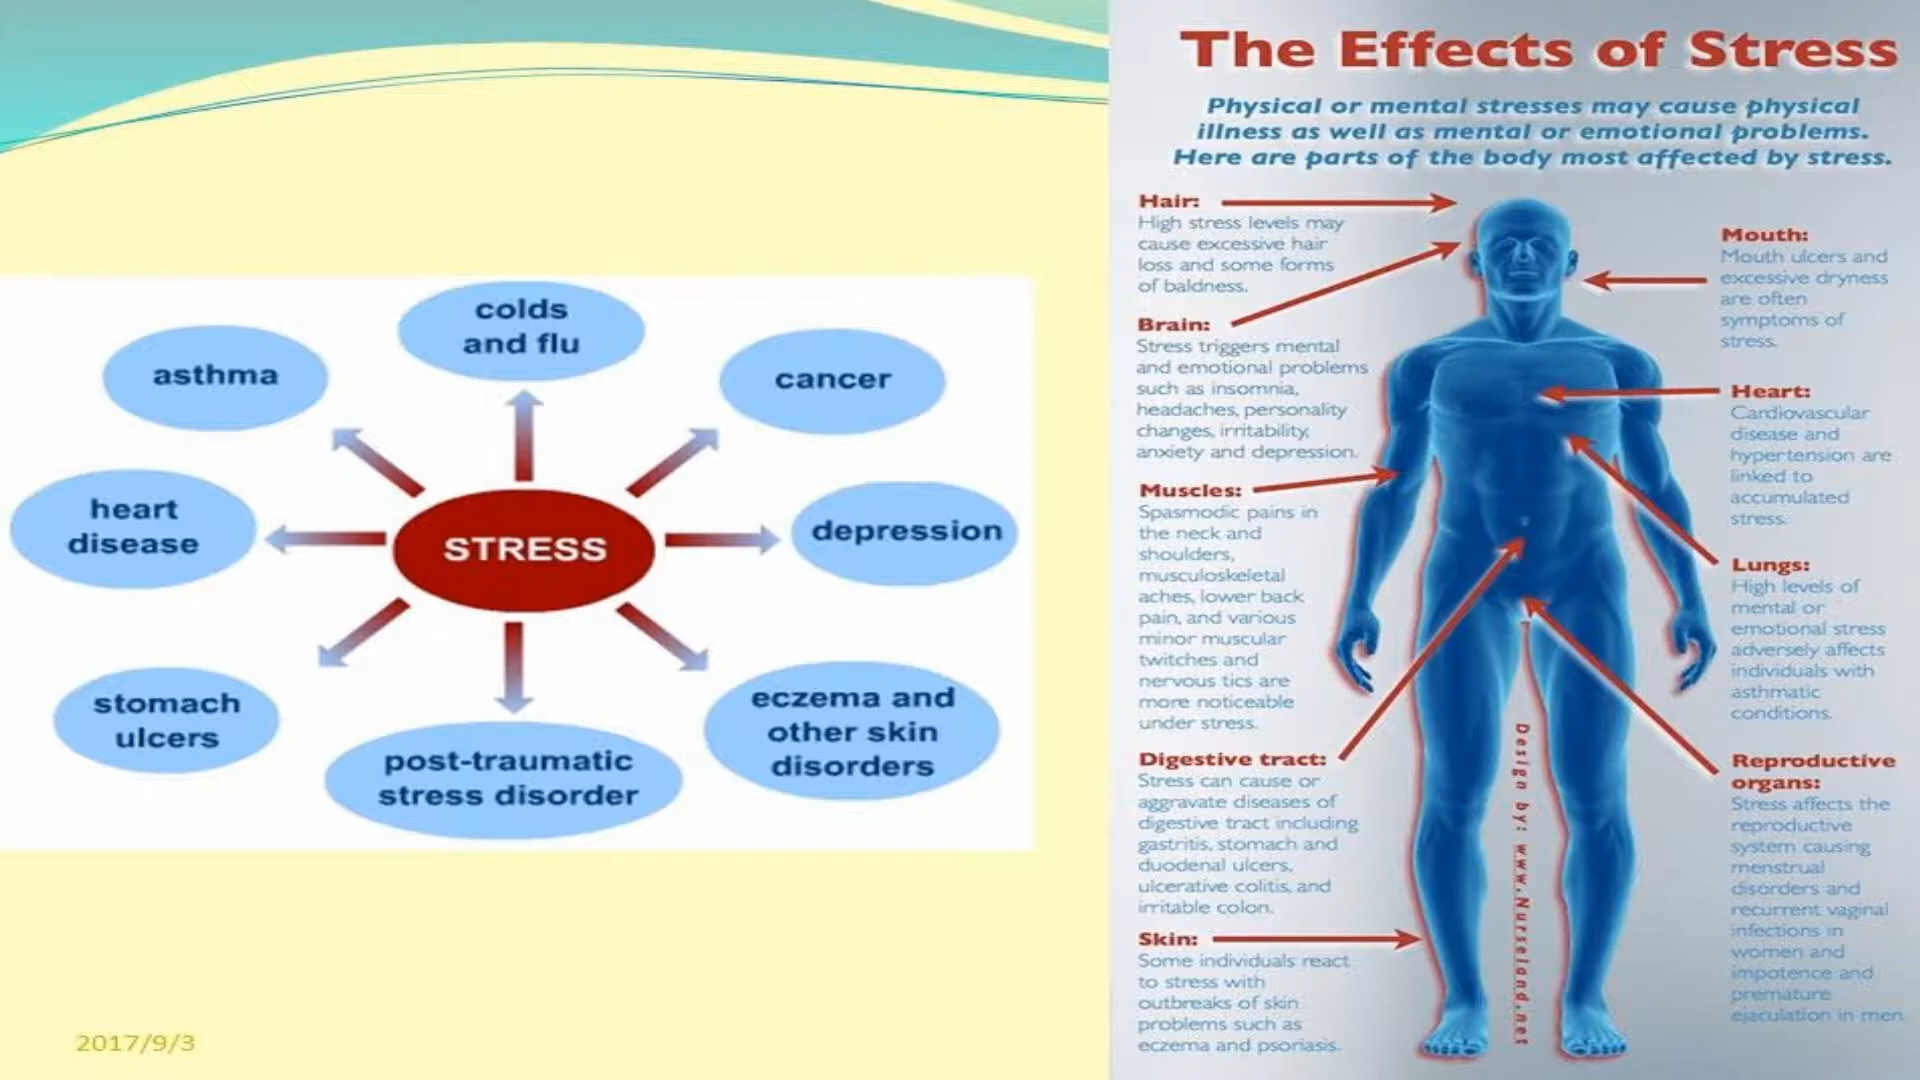 colds
and flu
asthma
cancer
heart
disease
STRESS
depression
stomach
ulcers
post-traumatic
stress disorder
eczema and
other skin
disorders
2017/9/3
The Effects of Stress
Physical or mental stresses may cause physical
illness as well as mental or emotional problems.
Here are parts of the body most affected by stress.
Hair:
High stress levels may
cause excessive hair
loss and some forms
of baldness.
Brain:
Stress triggers mental
and emotional problems
such as insomnia,
headaches, personality
changes, irritability,
anxiety and depression.
Muscles:
Spasmodic pains in
the neck and
shoulders,
musculoskeletal
aches, lower back
pain, and various
minor muscular
twitches and
nervous tics are
more noticeable
under stress.
Digestive tract:
Stress can cause or
aggravate diseases of
digestive tract including
gastritis, stomach and
duodenal ulcers,
ulcerative colitis, and
irritable colon.
Skin:
Some individuals react
to stress with
outbreaks of skin
problems such as
eczema and psoriasis.
Mouth:
Mouth ulcers and
excessive dryness
are often
symptoms of
stress.
Heart:
Cardiovascular
disease and
hypertension are
linked to
accumulated
stress.
Lungs:
High levels of
mental or
emotional stress
adversely affects
individuals with
asthmatic
conditions.
Reproductive
organs:
Stress affects the
reproductive
system causing
menstrual
disorders and
recurrent vaginal
infections in
women and
impotence and
premature
ejaculation in men.
Design by: www.Nurseland.net